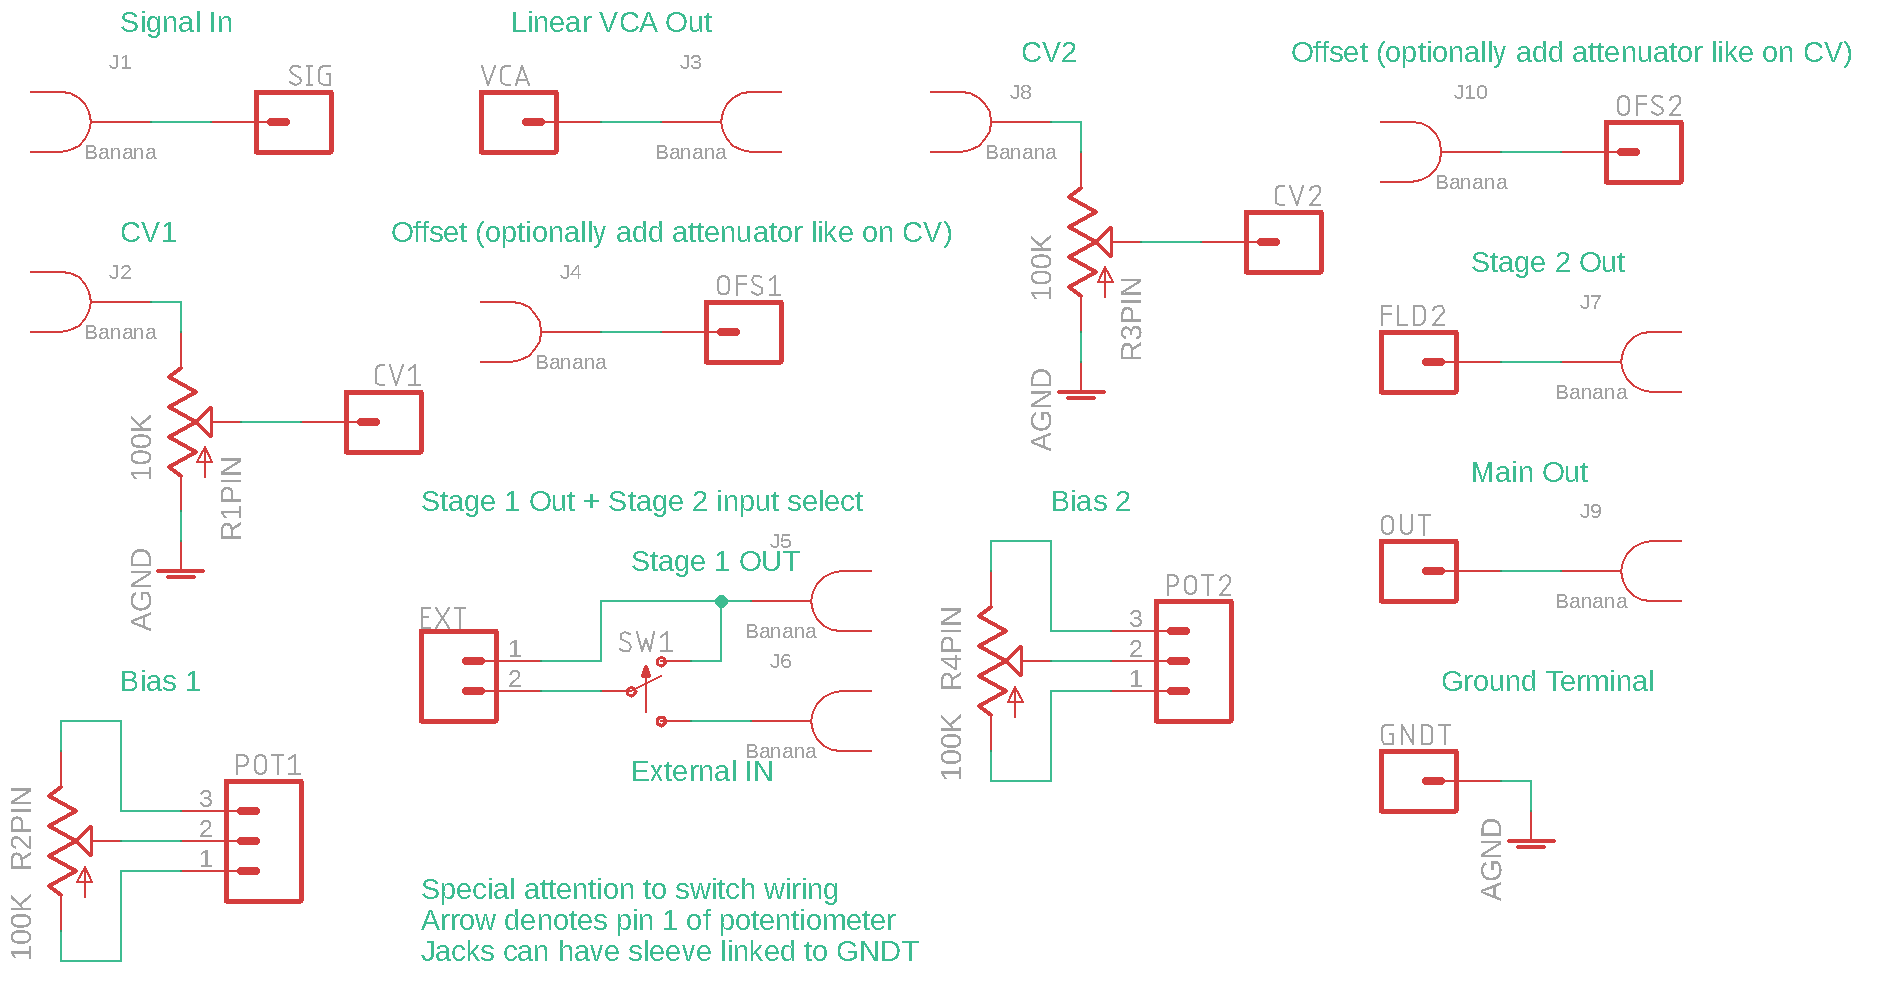 Signal In
J1
SIG
Banana
Linear VCA Out
VCA
J3
Banana
CV2
J8
Banana
100K
R3PIN
AGND
CV2
Offset (optionally add attenuator like on CV)
J10
OFS2
Banana
CV1
J2
Banana
100K
R1PIN
AGND
CV1
Offset (optionally add attenuator like on CV)
J4
OFS1
Banana
Stage 2 Out
J7
FLD2
Banana
Stage 1 Out + Stage 2 input select
J5
Stage 1 OUT
EXT
1
2
SW1
Banana
J6
Banana
External IN
Bias 2
R4PIN
100K
POT2
3
2
1
Main Out
J9
OUT
Banana
Bias 1
R2PIN
100K
POT1
3
2
1
Ground Terminal
GNDT
AGND
Special attention to switch wiring
Arrow denotes pin 1 of potentiometer
Jacks can have sleeve linked to GNDT